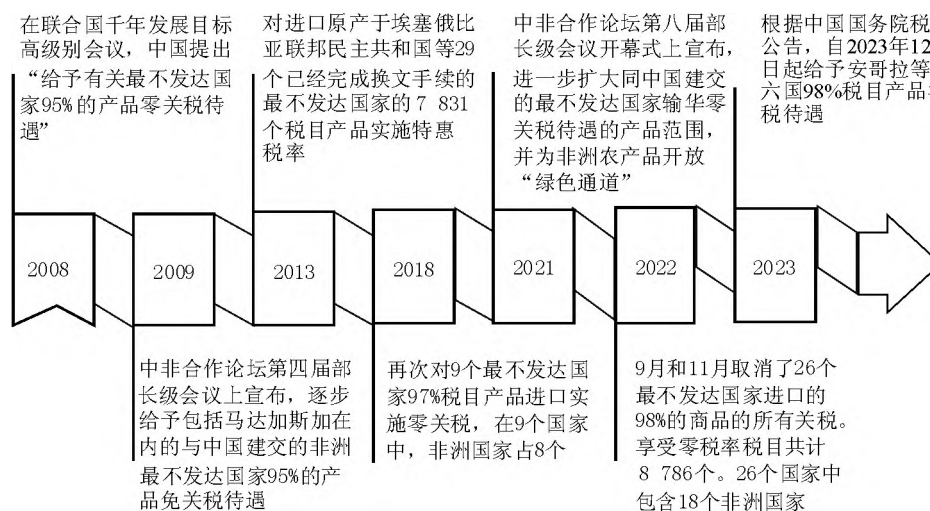 在联合国千年发展目标
高级别会议，中国提出
“给予有关最不发达国
家95%的产品零关税待
遇”
对进口原产于埃塞俄比
亚联邦民主共和国等29
个已经完成换文手续的
最不发达国家的7 831
个税目产品实施特惠
税率
中非合作论坛第八届部
长级会议开幕式上宣布，
进一步扩大同中国建交
的最不发达国家输华零
关税待遇的产品范围，
并为非洲农产品开放
“绿色通道”
根据中国国务院税
公告，自2023年12
日起给予安哥拉等
六国98%税目产品
税待遇
2008
2009
2013
2018
2021
2022
2023
中非合作论坛第四届部
长级会议上宣布，逐步
给予包括马达加斯加在
内的与中国建交的非洲
最不发达国家95%的产
品免关税待遇
再次对9个最不发达国
家97%税目产品进口实
施零关税，在9个国家
中，非洲国家占8个
9月和11月取消了26个
最不发达国家进口的
98%的商品的所有关税。
享受零税率税目共计
8 786个。26个国家中
包含18个非洲国家